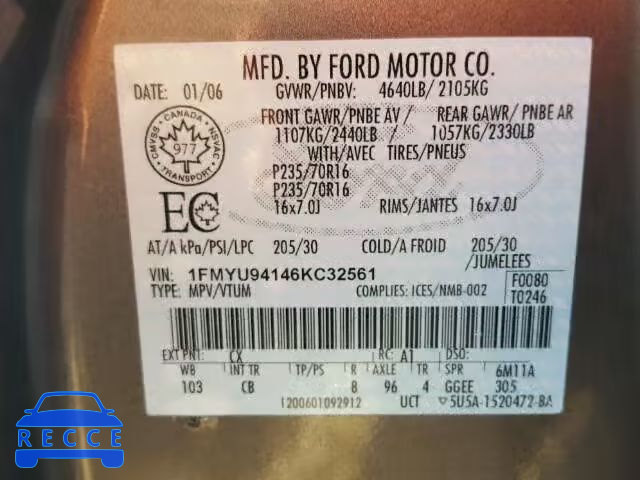 MFD. BY FORD MOTOR CO.
DATE: 01/06 GVWR/PNBV: 4640LB/ 2105KG
FRONT GAWR/PNBE AV REAR GAWR/ PNBE AR
1107KG/2440LB / 1057KG/2330LB
WITH/AVEC TIRES/PNEUS
P235/70R16
P235/70R16
16x7.0J RIMS/JANTES 16x7.0J
CMVSS CANADA NSVAC
977
TRANSPORT
EC
AT/A kPa/PSI/LPC 205/30 COLD/A FROID 205/30
/JUMELEES
VIN: 1FMYU94146KC32561
TYPE: MPV/VTUM COMPLIES: ICES/NMB-002
F0080
T0246
EXT PNT: CX RC: A1 DSO:
WB INT TR TP/PS R AXLE TR SPR 6M11A
103 CB 8 96 4 GGEE 305
1200601092912 UCT 5U5A-1520472-BA
RECCE